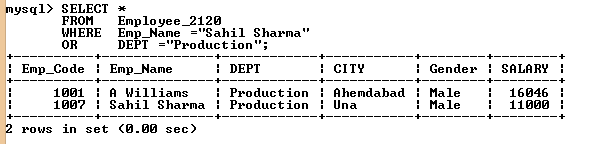 mysql> SELECT *
FROM Employee_2120
WHERE Emp_Name ="Sahil Sharma"
OR DEPT ="Production";
+----------+--------------+------------+-----------+--------+--------+
| Emp_Code | Emp_Name | DEPT | CITY | Gender | SALARY |
+----------+--------------+------------+-----------+--------+--------+
| 1001 | A Williams | Production | Ahemdabad | Male | 16046 |
| 1007 | Sahil Sharma | Production | Una | Male | 11000 |
+----------+--------------+------------+-----------+--------+--------+
2 rows in set (0.00 sec)